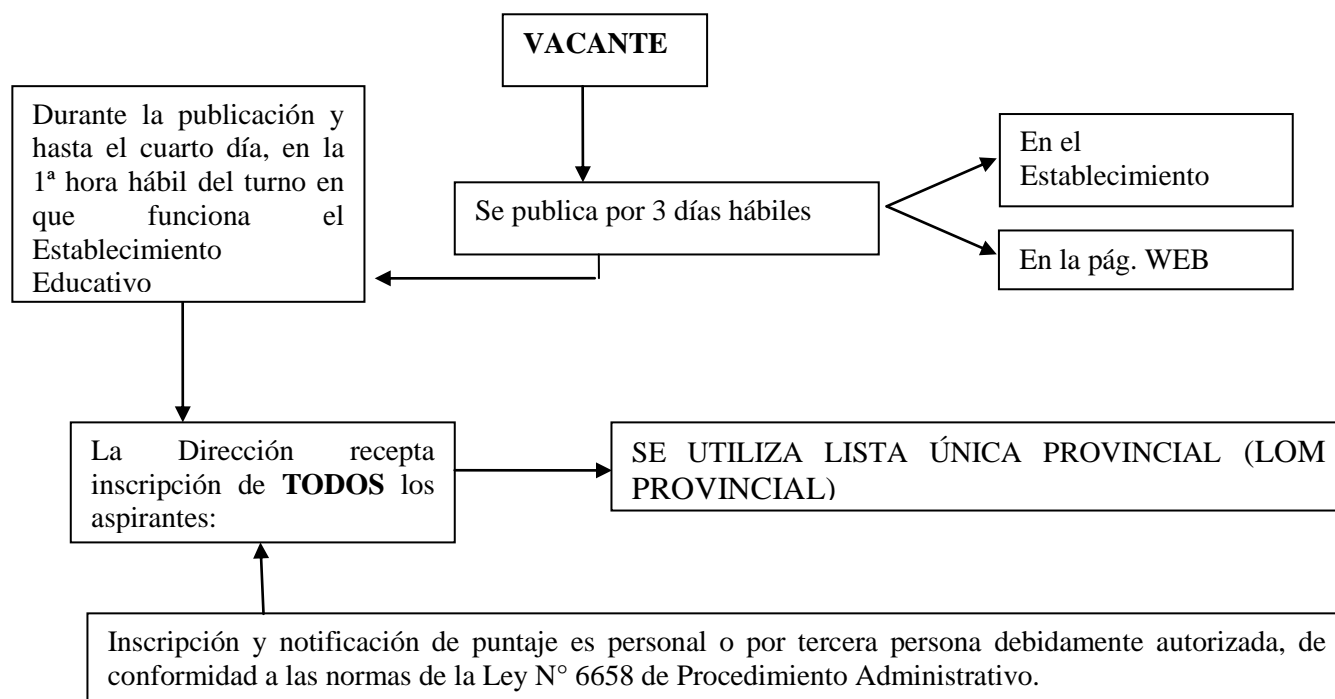 VACANTE
Durante la publicación y
hasta el cuarto día, en la
1ª hora hábil del turno en
que funciona el
Establecimiento
Educativo
Se publica por 3 días hábiles
En el
Establecimiento
En la pág. WEB
La Dirección recepta
inscripción de TODOS los
aspirantes:
SE UTILIZA LISTA ÚNICA PROVINCIAL (LOM
PROVINCIAL)
Inscripción y notificación de puntaje es personal o por tercera persona debidamente autorizada, de
conformidad a las normas de la Ley N° 6658 de Procedimiento Administrativo.